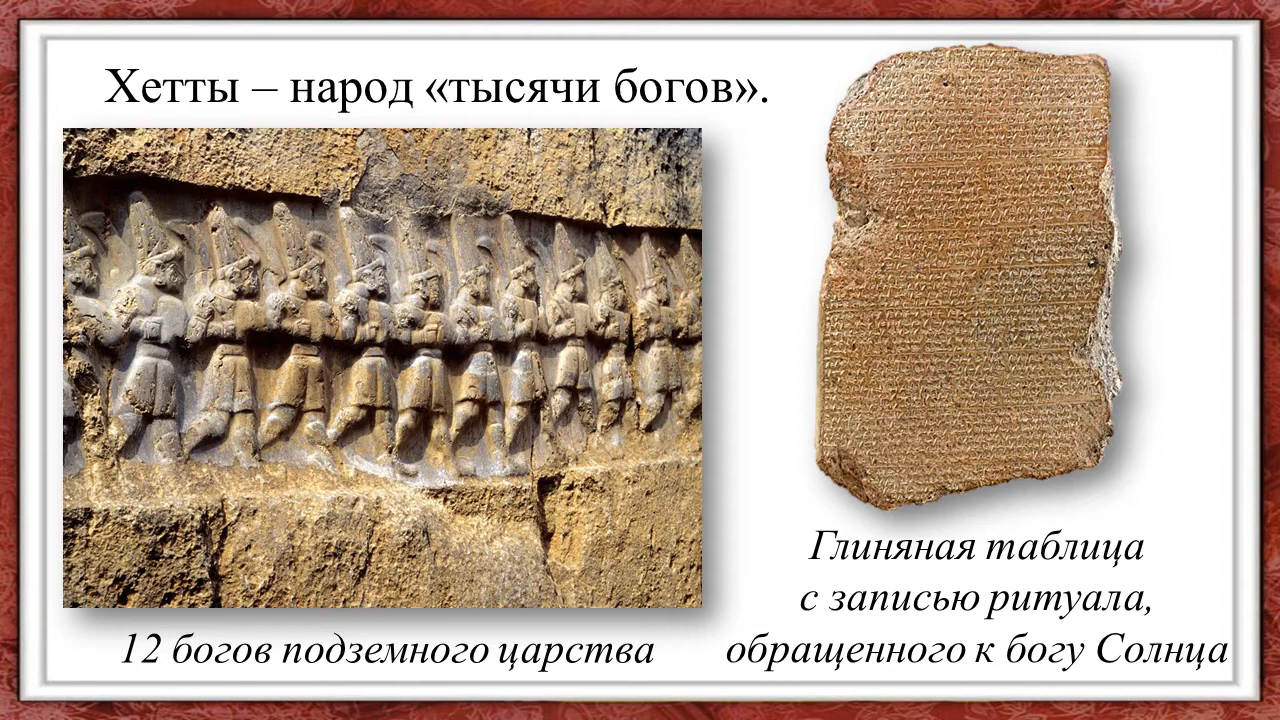 Хетты – народ «тысячи богов».
12 богов подземного царства
Глиняная таблица
с записью ритуала,
обращенного к богу Солнца